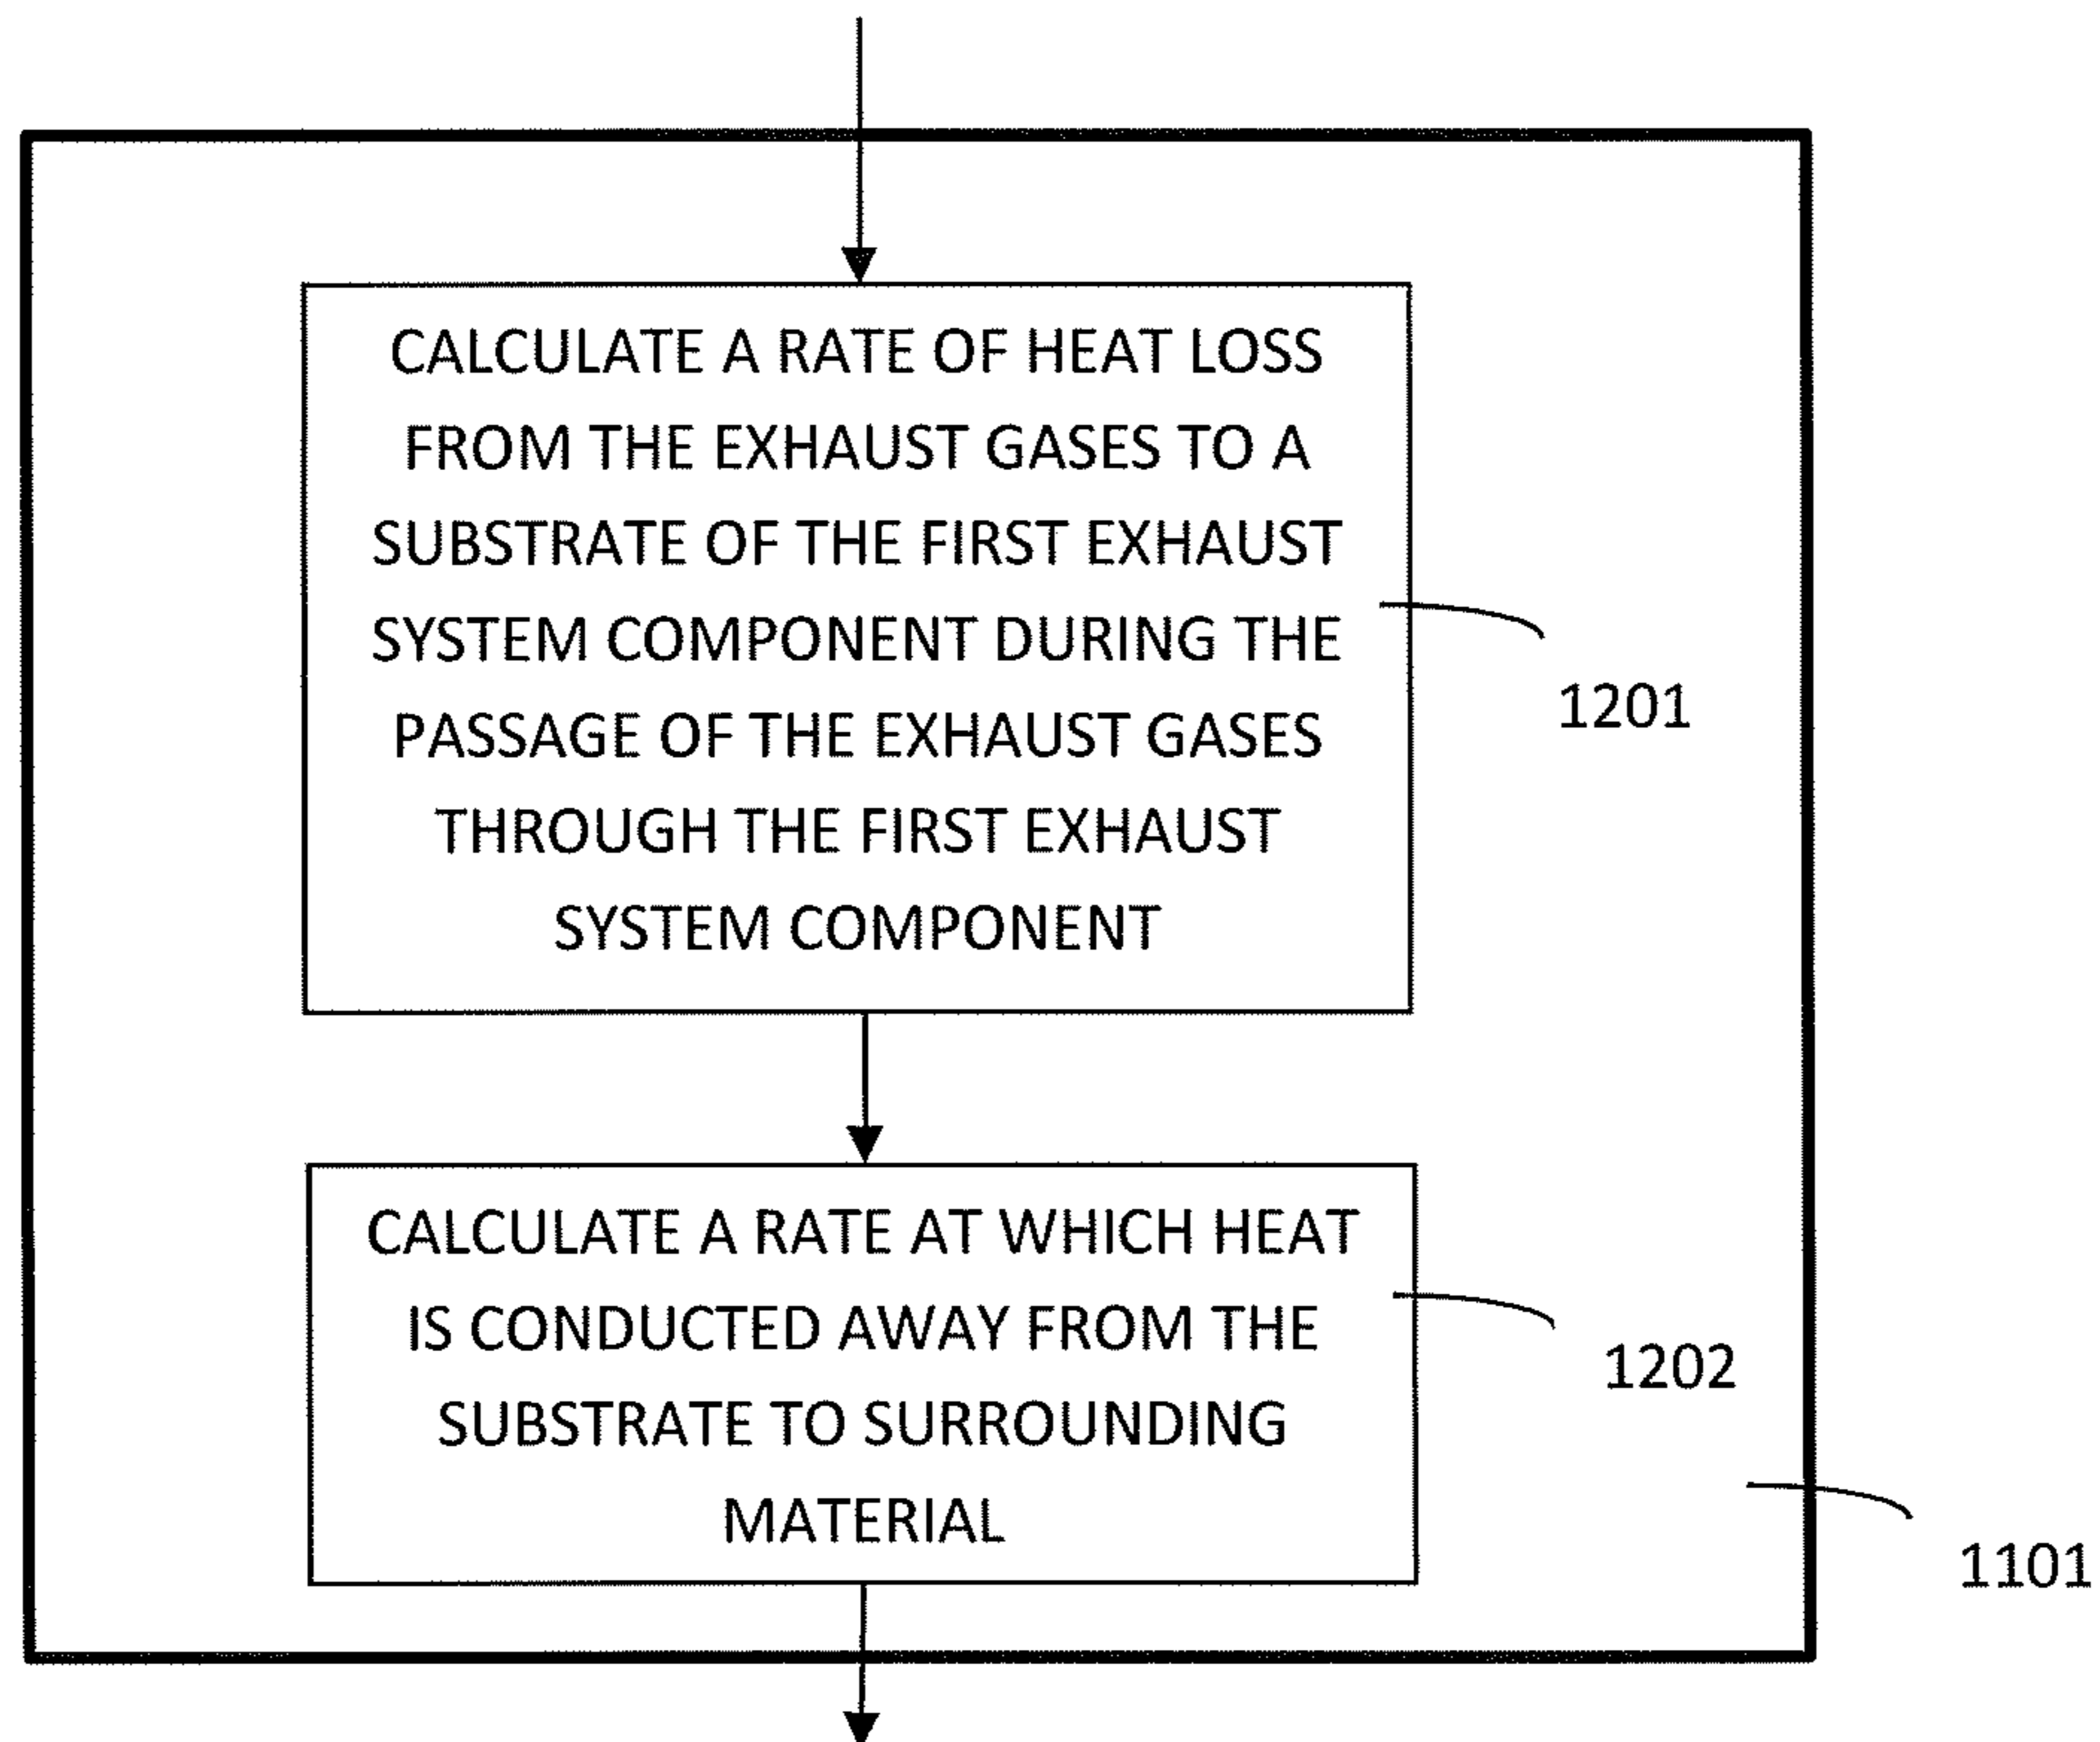 CALCULATE A RATE OF HEAT LOSS
FROM THE EXHAUST GASES TO A
SUBSTRATE OF THE FIRST EXHAUST
SYSTEM COMPONENT DURING THE
PASSAGE OF THE EXHAUST GASES
THROUGH THE FIRST EXHAUST
SYSTEM COMPONENT
1201
CALCULATE A RATE AT WHICH HEAT
IS CONDUCTED AWAY FROM THE
SUBSTRATE TO SURROUNDING
MATERIAL
1202
1101